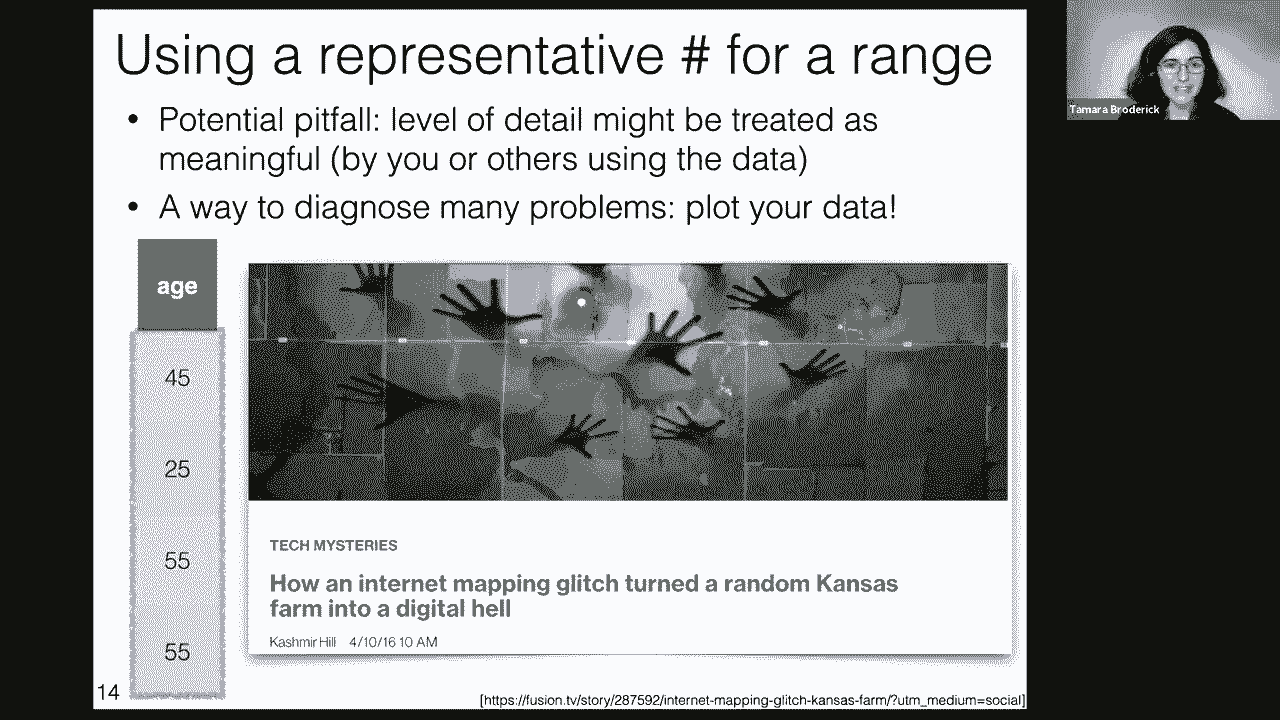 Using a representative # for a range
Tamara Broderick
• Potential pitfall: level of detail might be treated as
meaningful (by you or others using the data)
• A way to diagnose many problems: plot your data!
age
45
25
55
55
TECH MYSTERIES
How an internet mapping glitch turned a random Kansas
farm into a digital hell
Kashmir Hill 4/10/16 10 AM
14
[https://fusion.tv/story/287592/internet-mapping-glitch-kansas-farm/?utm_medium=social]